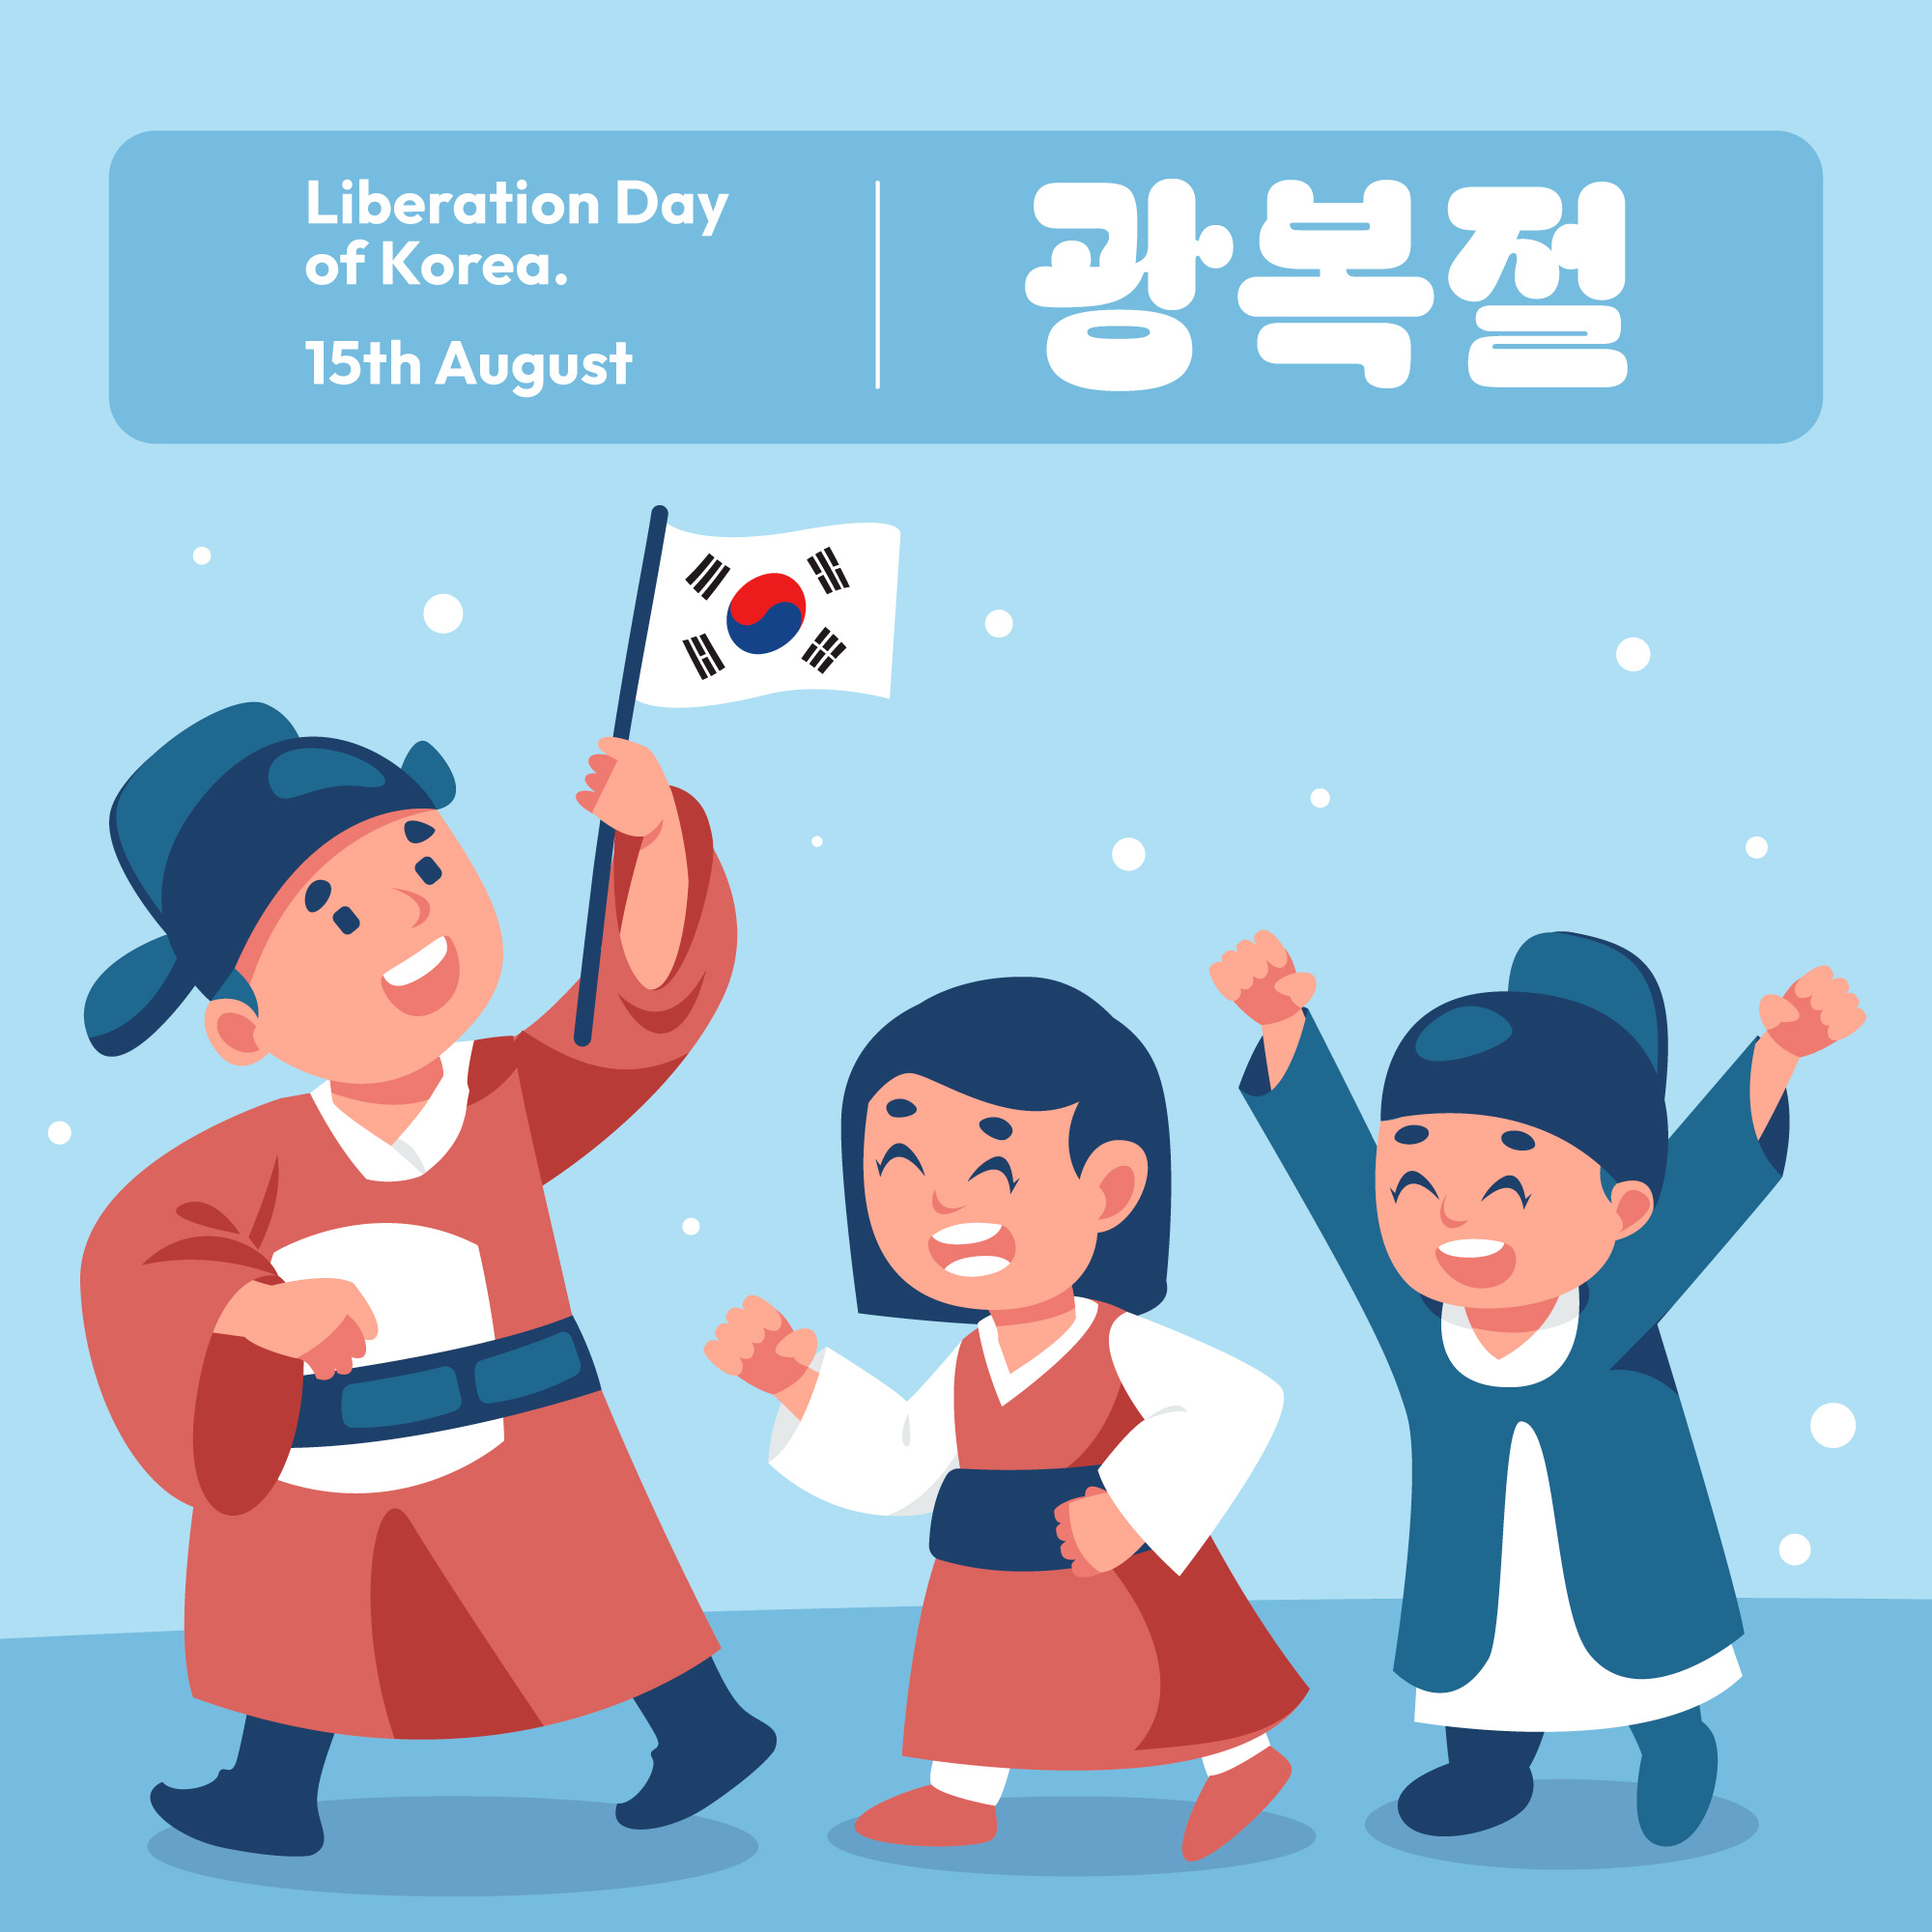 Liberation Day
of Korea.
15th August
광복절